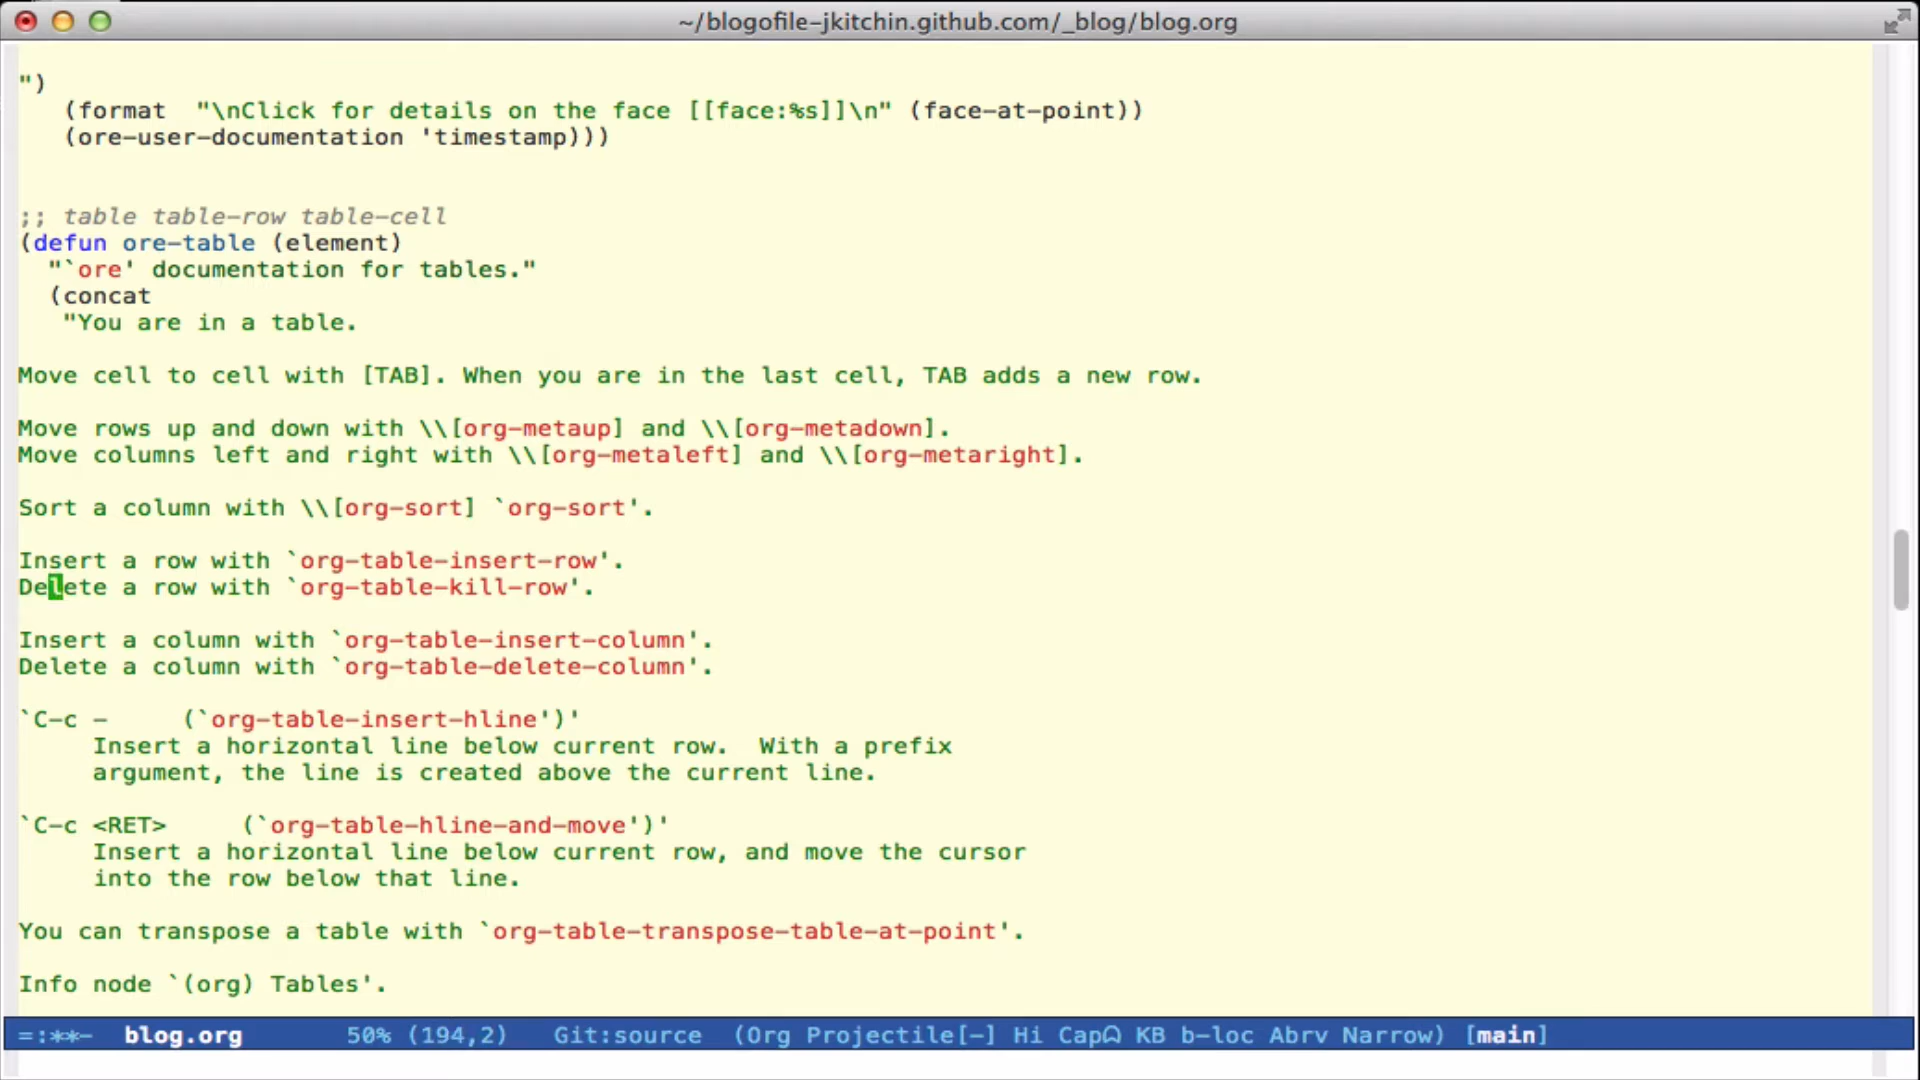 ~/blogofile-jkitchin.github.com/_blog/blog.org
")
(format  "\nClick for details on the face [[face:%s]]\n" (face-at-point))
(ore-user-documentation 'timestamp)))
;; table table-row table-cell
(defun ore-table (element)
"`ore' documentation for tables."
(concat
"You are in a table.
Move cell to cell with [TAB]. When you are in the last cell, TAB adds a new row.
Move rows up and down with \\[org-metaup] and \\[org-metadown].
Move columns left and right with \\[org-metaleft] and \\[org-metaright].
Sort a column with \\[org-sort] `org-sort'.
Insert a row with `org-table-insert-row'.
Delete a row with `org-table-kill-row'.
Insert a column with `org-table-insert-column'.
Delete a column with `org-table-delete-column'.
`C-c -     (`org-table-insert-hline')'
Insert a horizontal line below current row.  With a prefix
argument, the line is created above the current line.
`C-c <RET>     (`org-table-hline-and-move')'
Insert a horizontal line below current row, and move the cursor
into the row below that line.
You can transpose a table with `org-table-transpose-table-at-point'.
Info node `(org) Tables'.
=:**-  blog.org       50% (194,2)   Git:source  (Org Projectile[-] Hi Capᗝ KB b-loc Abrv Narrow) [main]